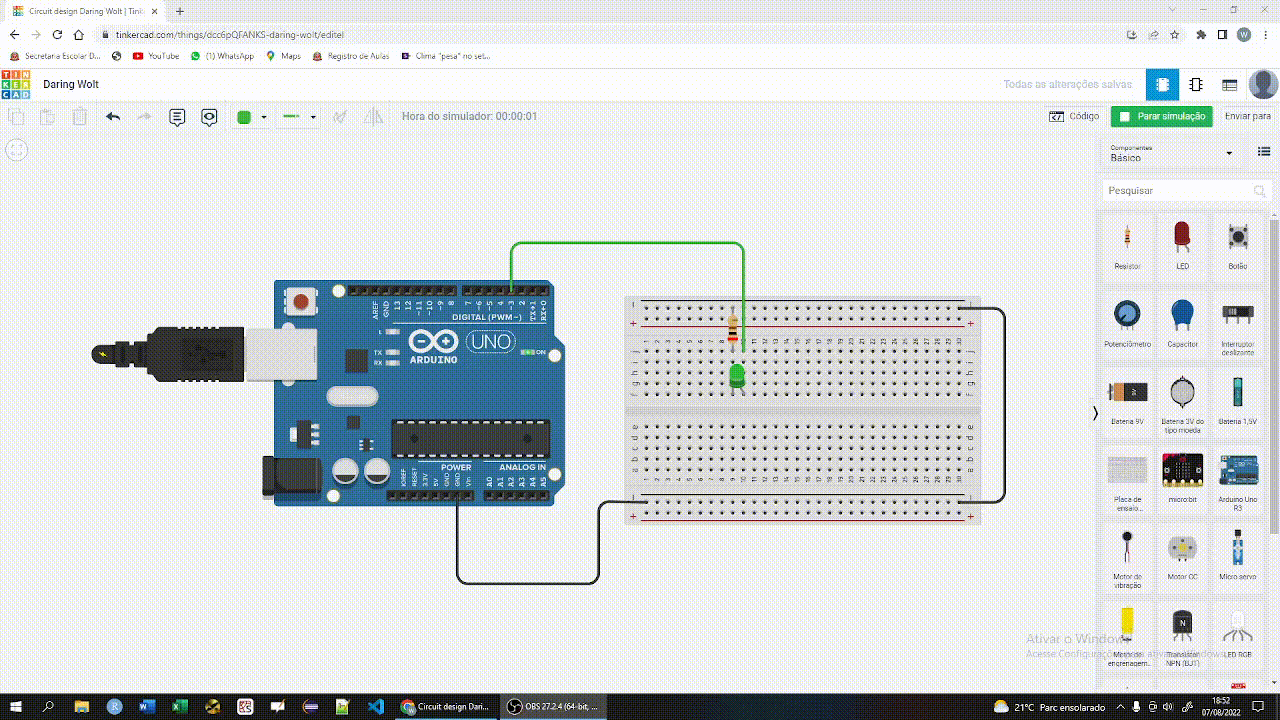 Circuit design Daring Wolt | Tink
tinkercad.com/things/dcc6pQFANKS-daring-wolt/editel
W
Secretaria Escolar D...
YouTube
(1) WhatsApp
Maps
Registro de Aulas
Clima "pesa" no set...
TIN
KER
CAD
Daring Wolt
Todas as alterações salvas
Hora do simulador: 00:00:01
Código
Parar simulação
Enviar para
Componentes
Básico
Pesquisar
Resistor
LED
Botão
Potenciômetro
Capacitor
Interruptor
deslizante
Bateria 9V
Bateria 3V do
tipo moeda
Bateria 1,5V
Placa de
ensaio...
micro:bit
Arduino Uno
R3
Motor de
vibração
Motor CC
Micro servo
N
Motor de
engrenagem...
Transistor
NPN (BJT)
LED RGB
AREF
GND
13
12
~11
~10
~9
8
7
~6
~5
4
~3
2
TX→1
RX←0
DIGITAL (PWM~)
L
TX
RX
UNO
ARDUINO
ON
POWER
ANALOG IN
IOREF
RESET
3.3V
5V
GND
GND
Vin
A0
A1
A2
A3
A4
A5
Ativar o Windows
Acesse Configurações para ativar o Windows.
Circuit design Dari...
OBS 27.2.4 (64-bit, ...
21°C Parc ensolarado
18:52
07/08/2022